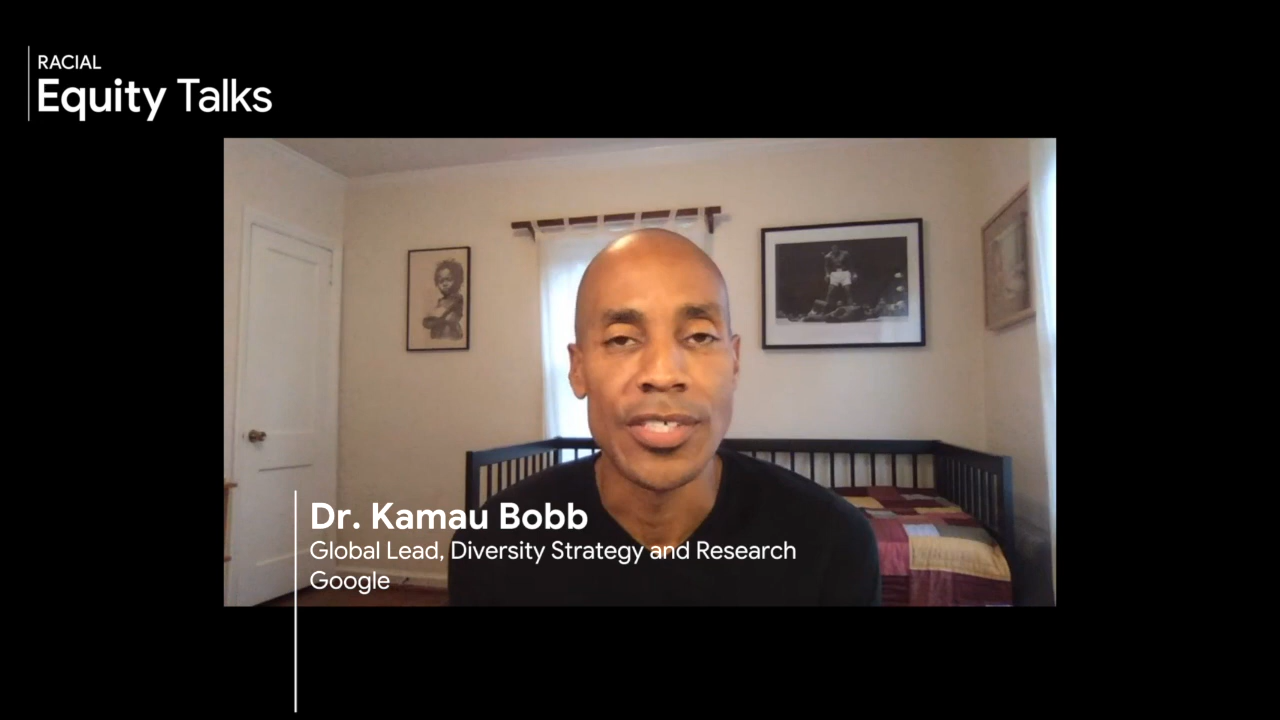 RACIAL
Equity Talks
Dr. Kamau Bobb
Global Lead, Diversity Strategy and Research
Google